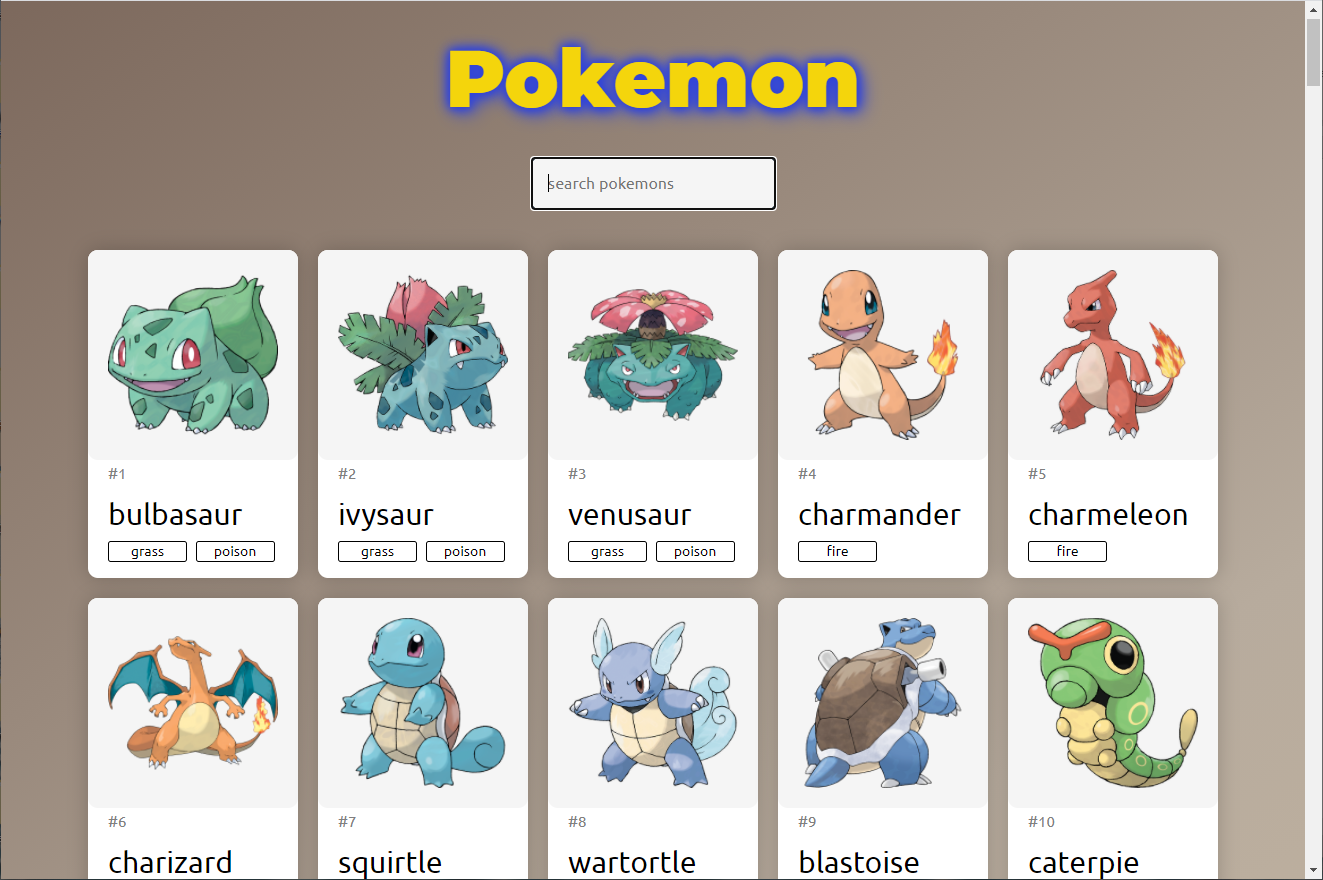 Pokemon
search pokemons
#1 #2 #3 #4 #5
bulbasaur ivysaur venusaur charmander charmeleon
grass poison grass poison grass poison fire fire
#6 #7 #8 #9 #10
charizard squirtle wartortle blastoise caterpie